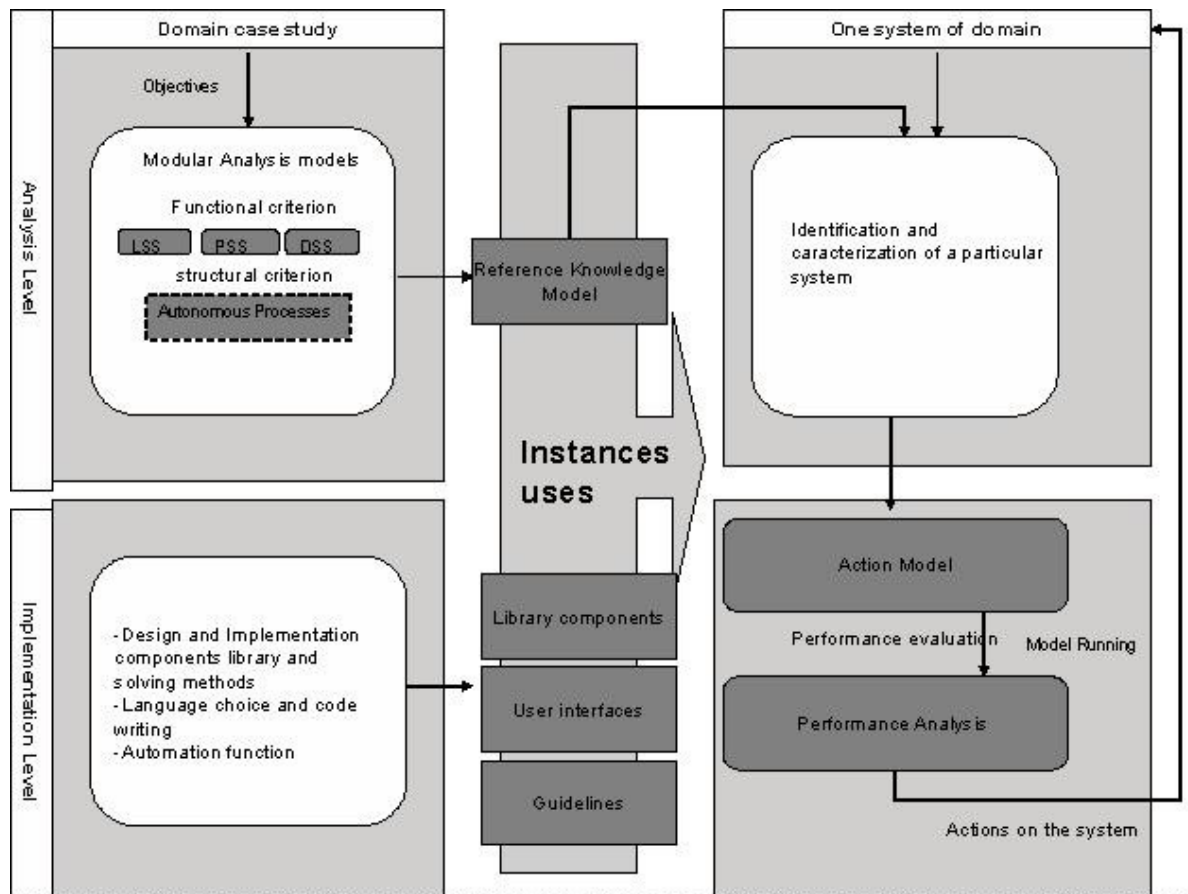 Domain case study
One system of domain
Objectives
Modular Analysis models
Functional criterion
LSS
PSS
DSS
structural criterion
Autonomous Processes
Analysis Level
Reference Knowledge
Model
Identification and
caracterization of a particular
system
Instances
uses
Implementation Level
-Design and Implementation
components library and
solving methods
-Language choice and code
writing
-Automation function
Library components
User interfaces
Guidelines
Action Model
Performance evaluation
Model Running
Performance Analysis
Actions on the system